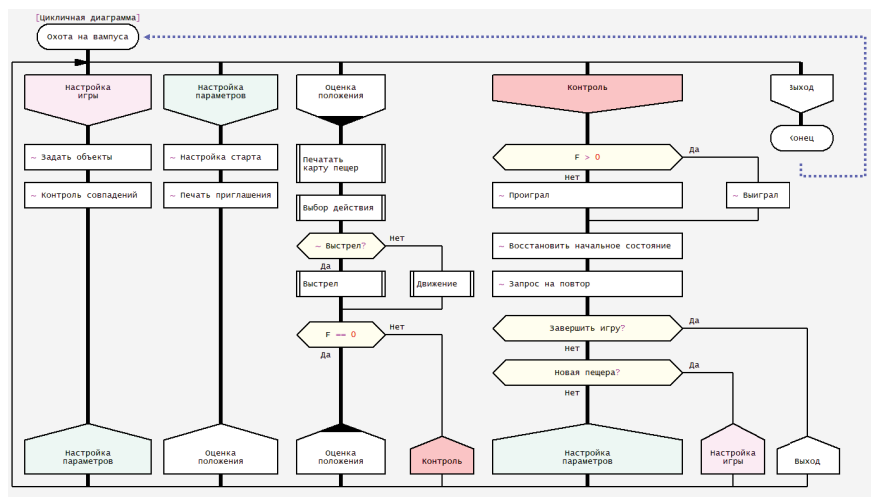 [Цикличная диаграмма]
Охота на вампуса
Настройка
игры
~ Задать объекты
~ Контроль совпадений
Настройка
параметров
Настройка
параметров
~ Настройка старта
~ Печать приглашения
Оценка
положения
Оценка
положения
Печатать
карту пещер
Выбор действия
~ Выстрел?
Нет
Да
Выстрел
Движение
F == 0
Нет
Да
Оценка
положения
Контроль
Контроль
F > 0
Да
Нет
~ Проиграл
~ Выиграл
~ Восстановить начальное состояние
~ Запрос на повтор
Завершить игру?
Да
Нет
Новая пещера?
Да
Нет
Настройка
параметров
Настройка
игры
Выход
Выход
Конец